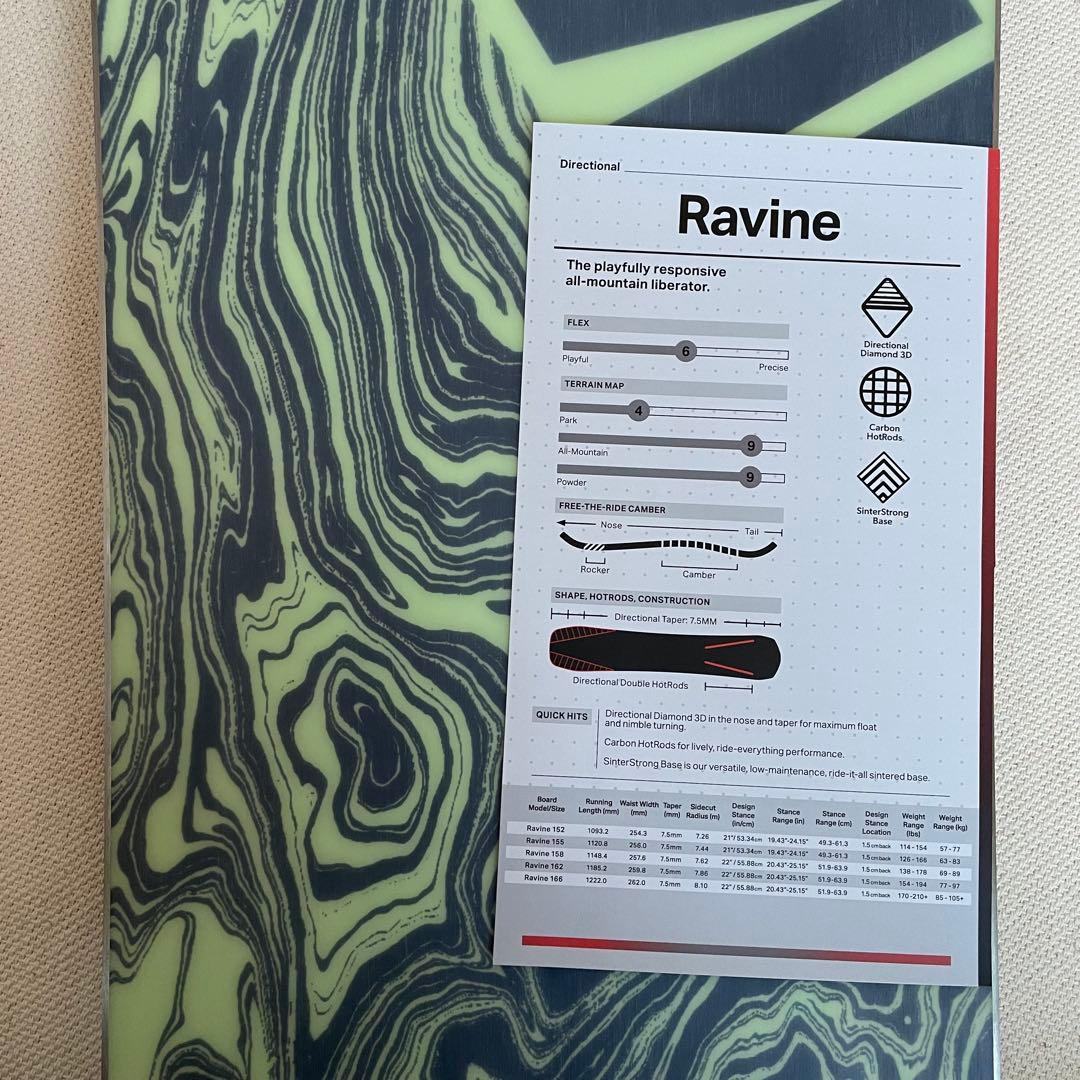 Directional
Ravine
The playfully responsive
all-mountain liberator.
Directional
Diamond 3D
Carbon
HotRods
SinterStrong
Base
FLEX
6
Playful
Precise
TERRAIN MAP
4
Park
9
All-Mountain
9
Powder
FREE-THE-RIDE CAMBER
Nose
Tail
Rocker
Camber
SHAPE, HOTRODS, CONSTRUCTION
Directional Taper: 7.5MM
Directional Double HotRods
QUICK HITS
Directional Diamond 3D in the nose and taper for maximum float
and nimble turning.
Carbon HotRods for lively, ride-everything performance.
SinterStrong Base is our versatile, low-maintenance, ride-it-all sintered base.
Board Model/Size Running Length (mm) Waist Width (mm) Taper (mm) Sidecut Radius (m) Design Stance (in/cm) Stance Range (in) Stance Range (cm) Design Stance Location Weight Range (lbs) Weight Range (kg)
Ravine 152 1093.2 254.3 7.5mm 7.26 21"/ 53.34cm 19.43"-24.15" 49.3-61.3 1.5 cm back 114 - 154 57 - 77
Ravine 155 1120.8 256.0 7.5mm 7.44 21"/ 53.34cm 19.43"-24.15" 49.3-61.3 1.5 cm back 126 - 166 63 - 83
Ravine 158 1148.4 257.6 7.5mm 7.62 22" / 55.88cm 20.43"-25.15" 51.9-63.9 1.5 cm back 138 - 178 69 - 89
Ravine 162 1185.2 259.8 7.5mm 7.86 22" / 55.88cm 20.43"-25.15" 51.9-63.9 1.5 cm back 154 - 194 77 - 97
Ravine 166 1222.0 262.0 7.5mm 8.10 22" / 55.88cm 20.43"-25.15" 51.9-63.9 1.5 cm back 170 -210+ 85 - 105+